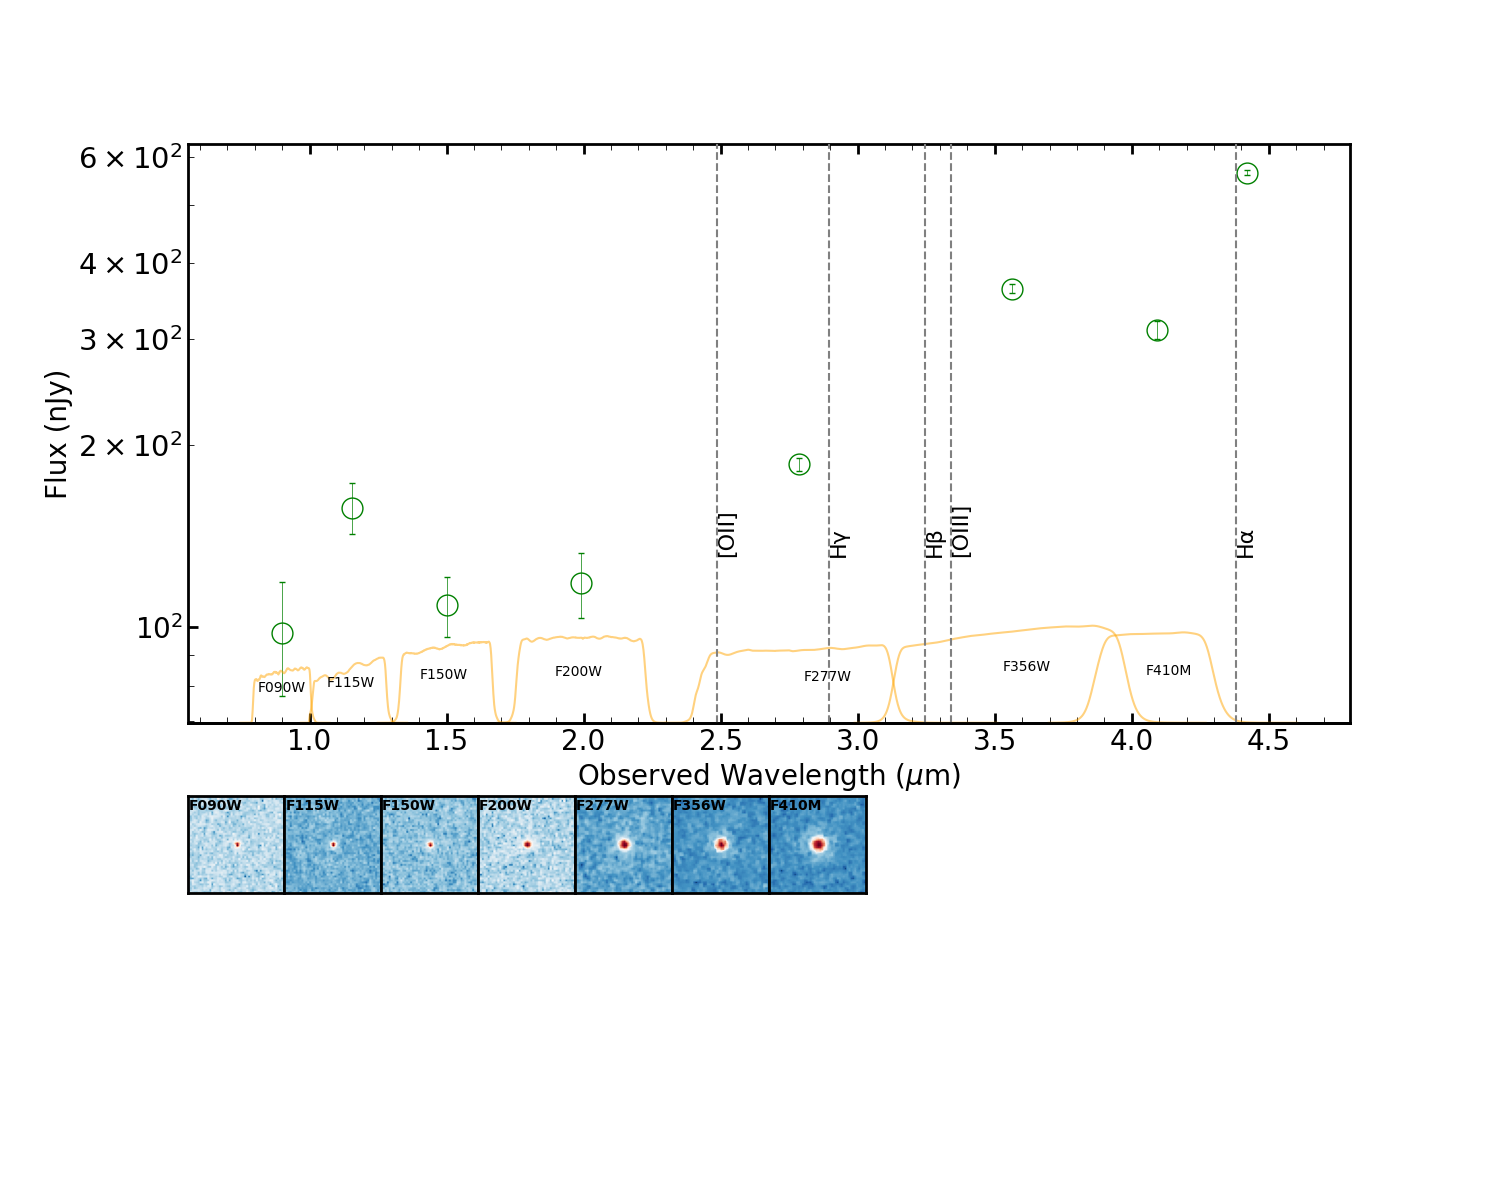 6 × 10²
4 × 10²
3 × 10²
2 × 10²
10²
Flux (nJy)
[OII]
Hγ
Hβ
[OIII]
Hα
F090W
F115W
F150W
F200W
F277W
F356W
F410M
1.0 1.5 2.0 2.5 3.0 3.5 4.0 4.5
Observed Wavelength (μm)
F090W F115W F150W F200W F277W F356W F410M